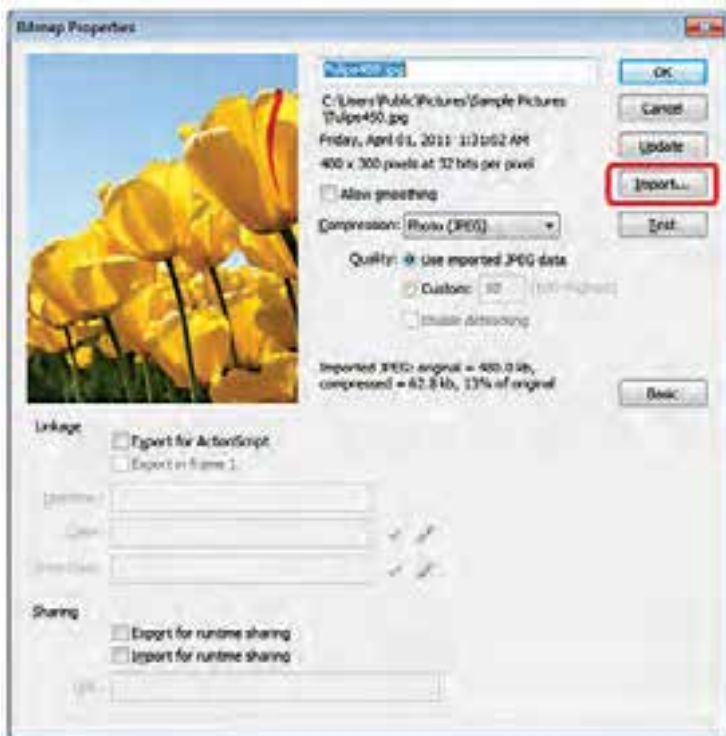 Bitmap Properties
Tulips450.jpg
OK
C:\Users\Public\Pictures\Sample Pictures
\Tulips450.jpg
Cancel
Friday, April 01, 2011 1:31:02 AM
Update
400 x 300 pixels at 32 bits per pixel
Import...
Allow smoothing
Compression: Photo (JPEG)
Test
Quality: Use imported JPEG data
Custom:
Enable deblocking
Imported JPEG: original = 480.0 kb,
compressed = 62.8 kb, 13% of original
Basic
Linkage
Export for ActionScript
Export in frame 1
Class:
Sharing
Export for runtime sharing
Import for runtime sharing
URL: